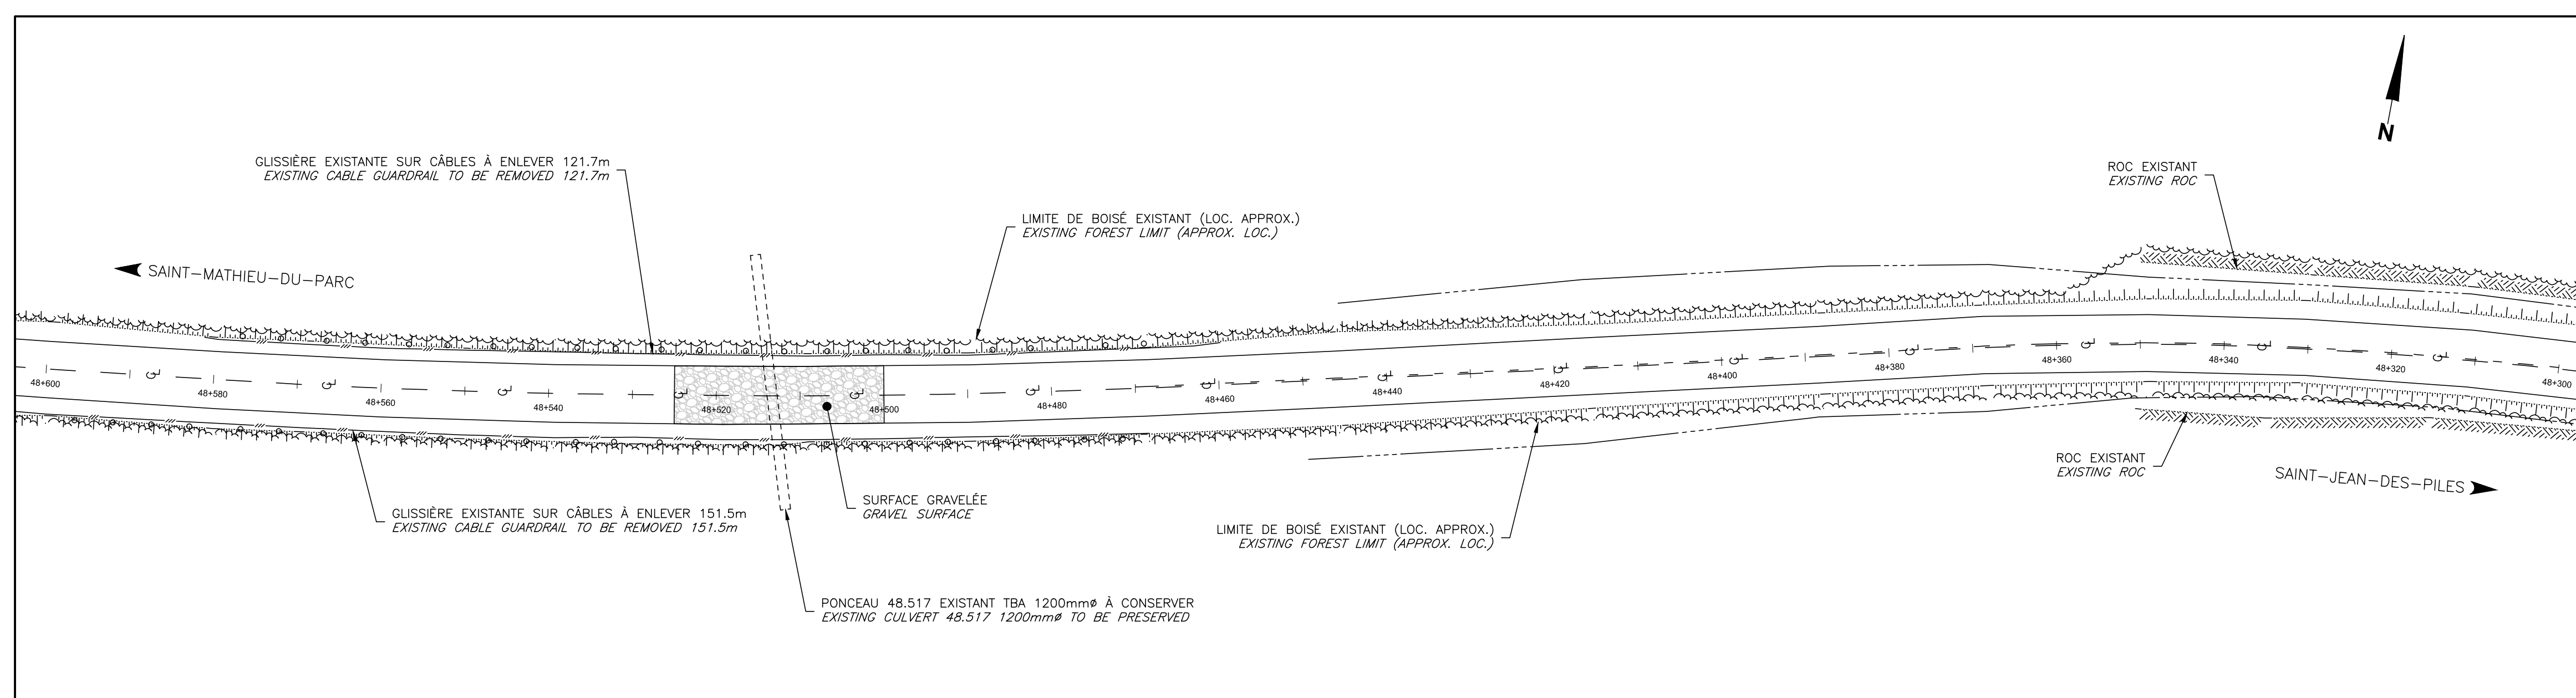 N
GLISSIÈRE EXISTANTE SUR CÂBLES À ENLEVER 121.7m
EXISTING CABLE GUARDRAIL TO BE REMOVED 121.7m
ROC EXISTANT
EXISTING ROC
LIMITE DE BOISÉ EXISTANT (LOC. APPROX.)
EXISTING FOREST LIMIT (APPROX. LOC.)
SAINT-MATHIEU-DU-PARC
48+600
48+580
48+560
48+540
48+520
48+500
48+480
48+460
48+440
48+420
48+400
48+380
48+360
48+340
48+320
48+300
ROC EXISTANT
EXISTING ROC
SAINT-JEAN-DES-PILES
SURFACE GRAVELÉE
GRAVEL SURFACE
GLISSIÈRE EXISTANTE SUR CÂBLES À ENLEVER 151.5m
EXISTING CABLE GUARDRAIL TO BE REMOVED 151.5m
LIMITE DE BOISÉ EXISTANT (LOC. APPROX.)
EXISTING FOREST LIMIT (APPROX. LOC.)
PONCEAU 48.517 EXISTANT TBA 1200mmø À CONSERVER
EXISTING CULVERT 48.517 1200mmø TO BE PRESERVED